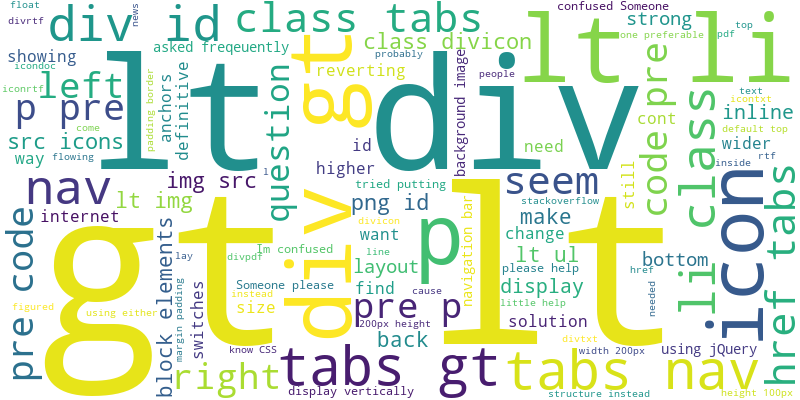 float
divrtf
news
div id
class tabs
confused Someone
strong
top
pdf
one preferable
asked freqeuently
class divicon
probably
showing
icondoc
left
iconrtf
p pre
lt
div
gt
lt
li
reverting
people
padding border
anchors
definitive
question
background image
code pre
class
text
icontxt
cont
inline
default top
come
src icons
way
flowing
id
need
wider
rtf
inside
higher
nav
img src
l
tried putting
seem
still
icon
href tabs
lt img
internet
png id
stackoverflow
divicon
want
make
change
p
navigation bar
pre code
block elements
lay
divpdf
Im confused
line
layout
find
cause
lt ul
please help
bottom
href
needed
li
gt
lt
div
Someone please
instead
size
display
little help
figured
using either
margin padding
switches
pre p
200px height
back
solution
divtxt
know CSS
width 200px
using jQuery
right
tabs gt
display vertically
tabs nav
structure instead
height 100px